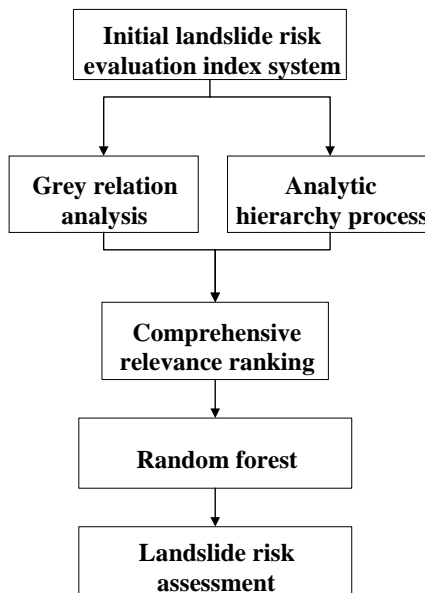 Initial landslide risk
evaluation index system
Grey relation
analysis
Analytic
hierarchy process
Comprehensive
relevance ranking
Random forest
Landslide risk
assessment